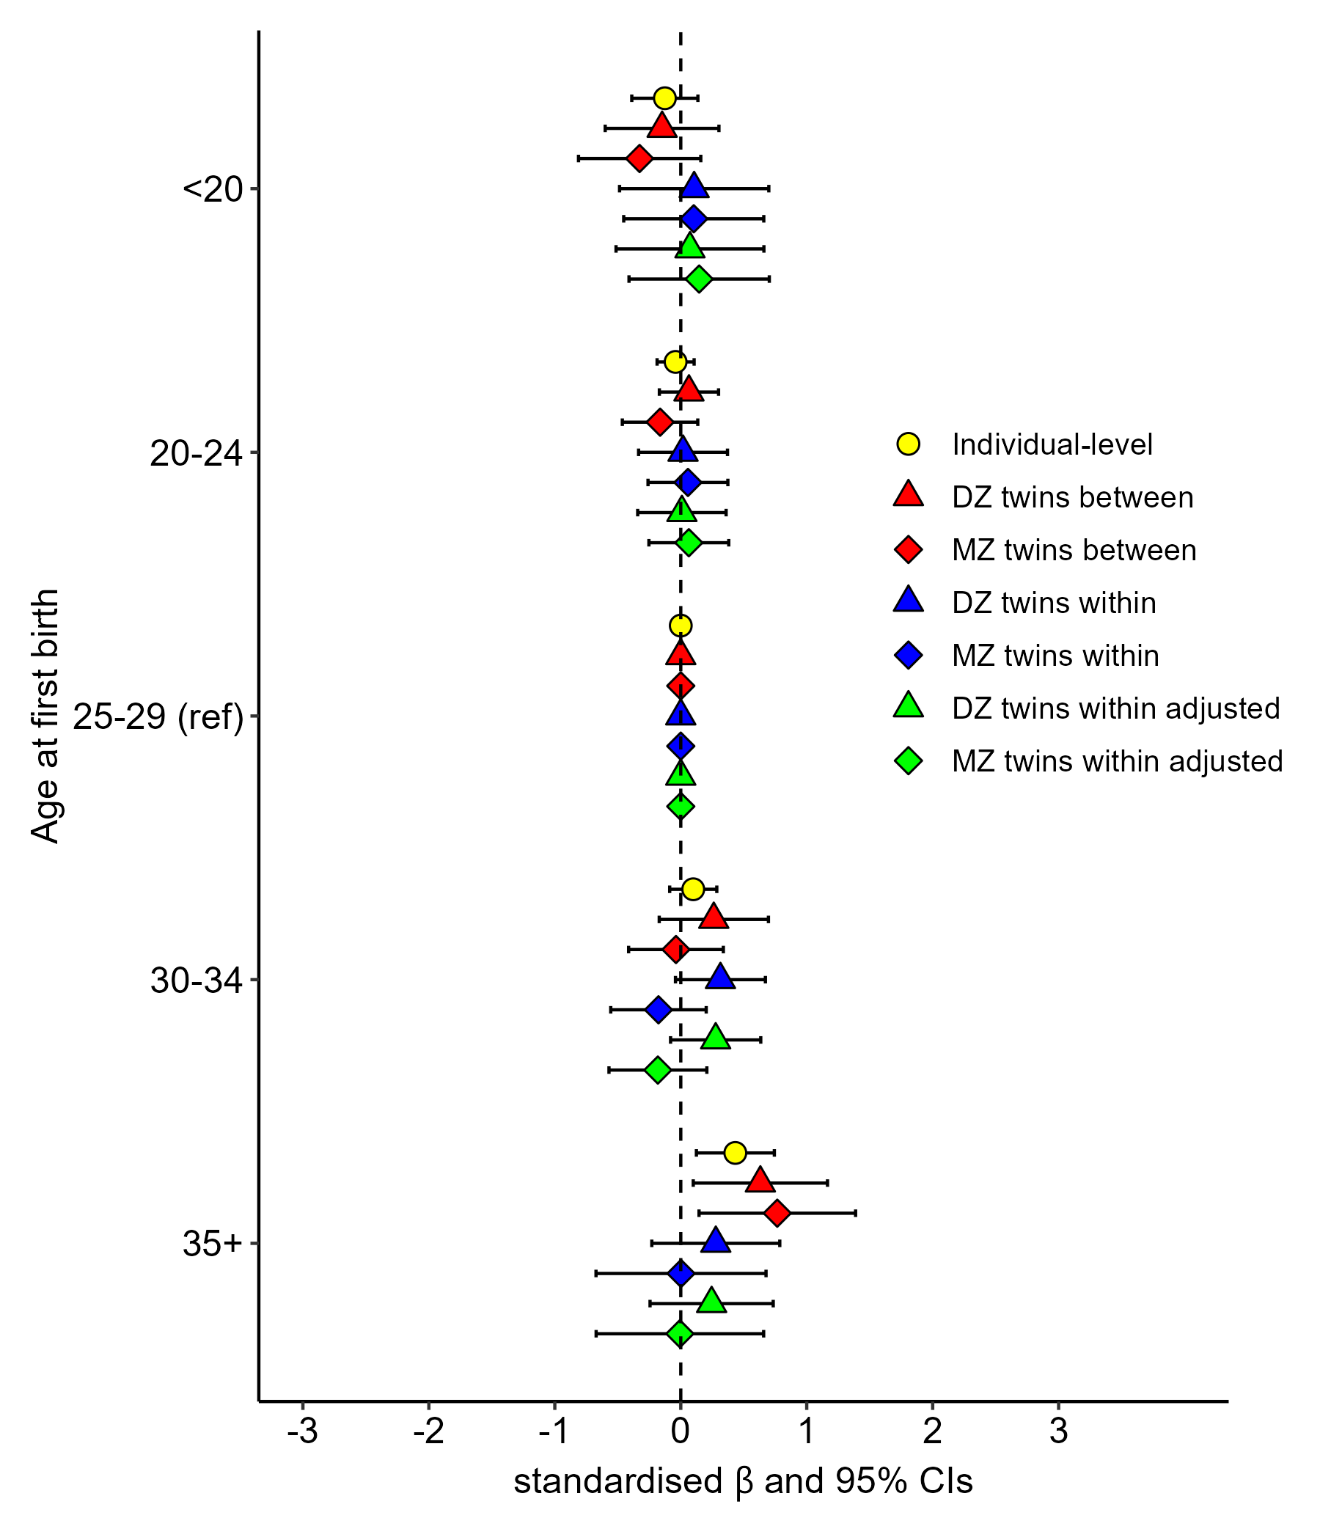 <20
20-24
25-29 (ref)
30-34
35+
Age at first birth
Individual-level
DZ twins between
MZ twins between
DZ twins within
MZ twins within
DZ twins within adjusted
MZ twins within adjusted
-3 -2 -1 0 1 2 3
standardised β and 95% CIs